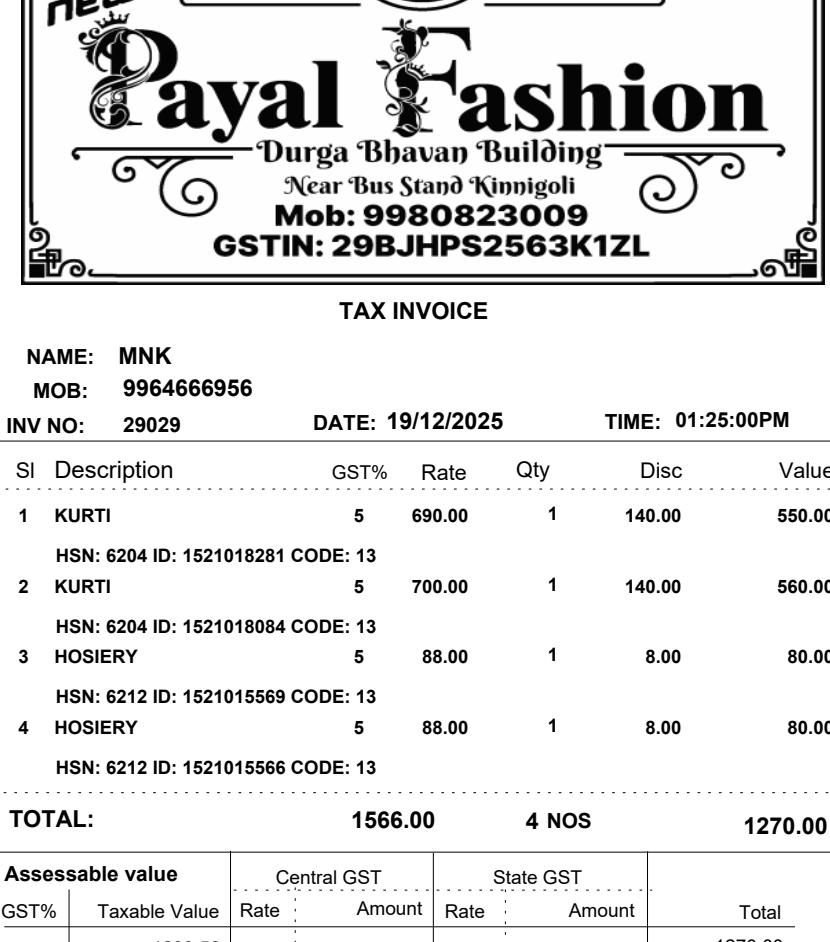 new
Payal Fashion
Durga Bhavan Building
Near Bus Stand Kinnigoli
Mob: 9980823009
GSTIN: 29BJHPS2563K1ZL
TAX INVOICE
NAME: MNK
MOB: 9964666956
INV NO: 29029 DATE: 19/12/2025 TIME: 01:25:00PM
Sl Description GST% Rate Qty Disc Value
1 KURTI 5 690.00 1 140.00 550.00
HSN: 6204 ID: 1521018281 CODE: 13
2 KURTI 5 700.00 1 140.00 560.00
HSN: 6204 ID: 1521018084 CODE: 13
3 HOSIERY 5 88.00 1 8.00 80.00
HSN: 6212 ID: 1521015569 CODE: 13
4 HOSIERY 5 88.00 1 8.00 80.00
HSN: 6212 ID: 1521015566 CODE: 13
TOTAL: 1566.00 4 NOS 1270.00
Assessable value Central GST State GST
GST% Taxable Value Rate Amount Rate Amount Total